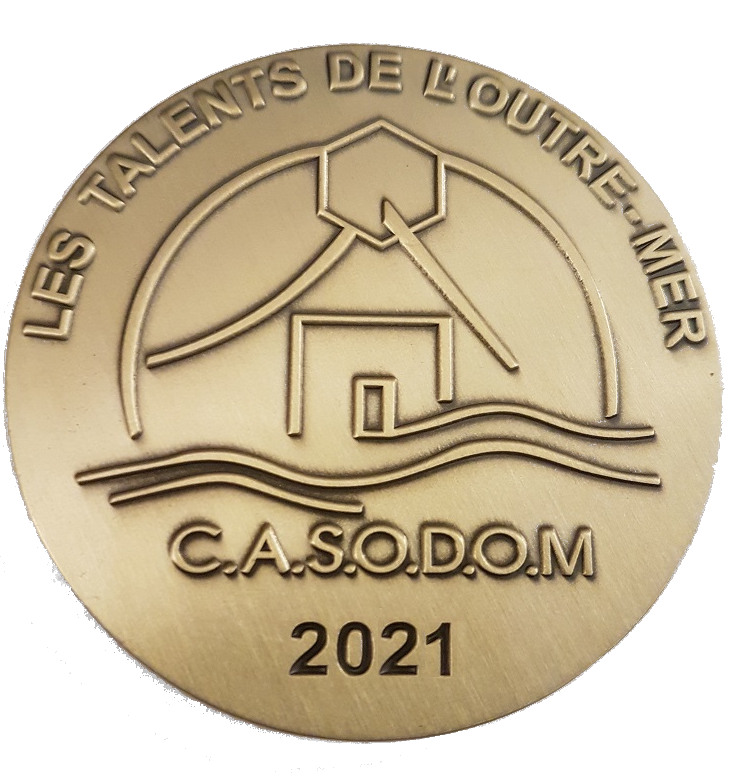 LES TALENTS DE L'OUTRE-MER
C.A.S.O.D.O.M
2021